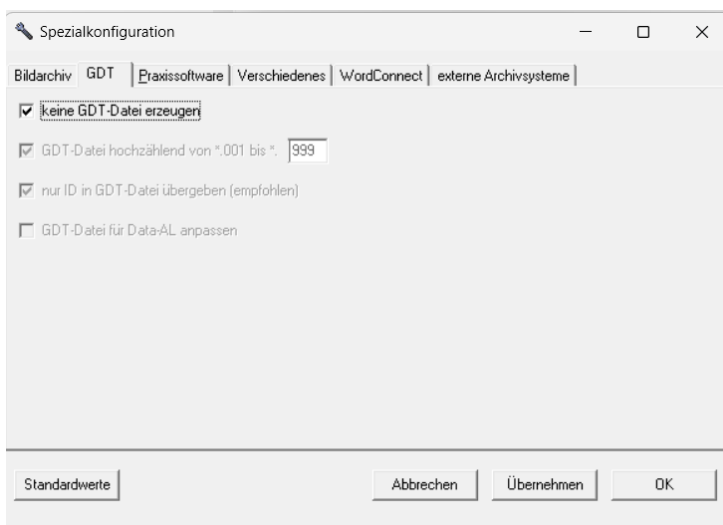 Spezialkonfiguration
Bildarchiv GDT Praxissoftware Verschiedenes WordConnect externe Archivsysteme
keine GDT-Datei erzeugen
GDT-Datei hochzählend von *.001 bis *. 999
nur ID in GDT-Datei übergeben (empfohlen)
GDT-Datei für Data-AL anpassen
Standardwerte Abbrechen Übernehmen OK